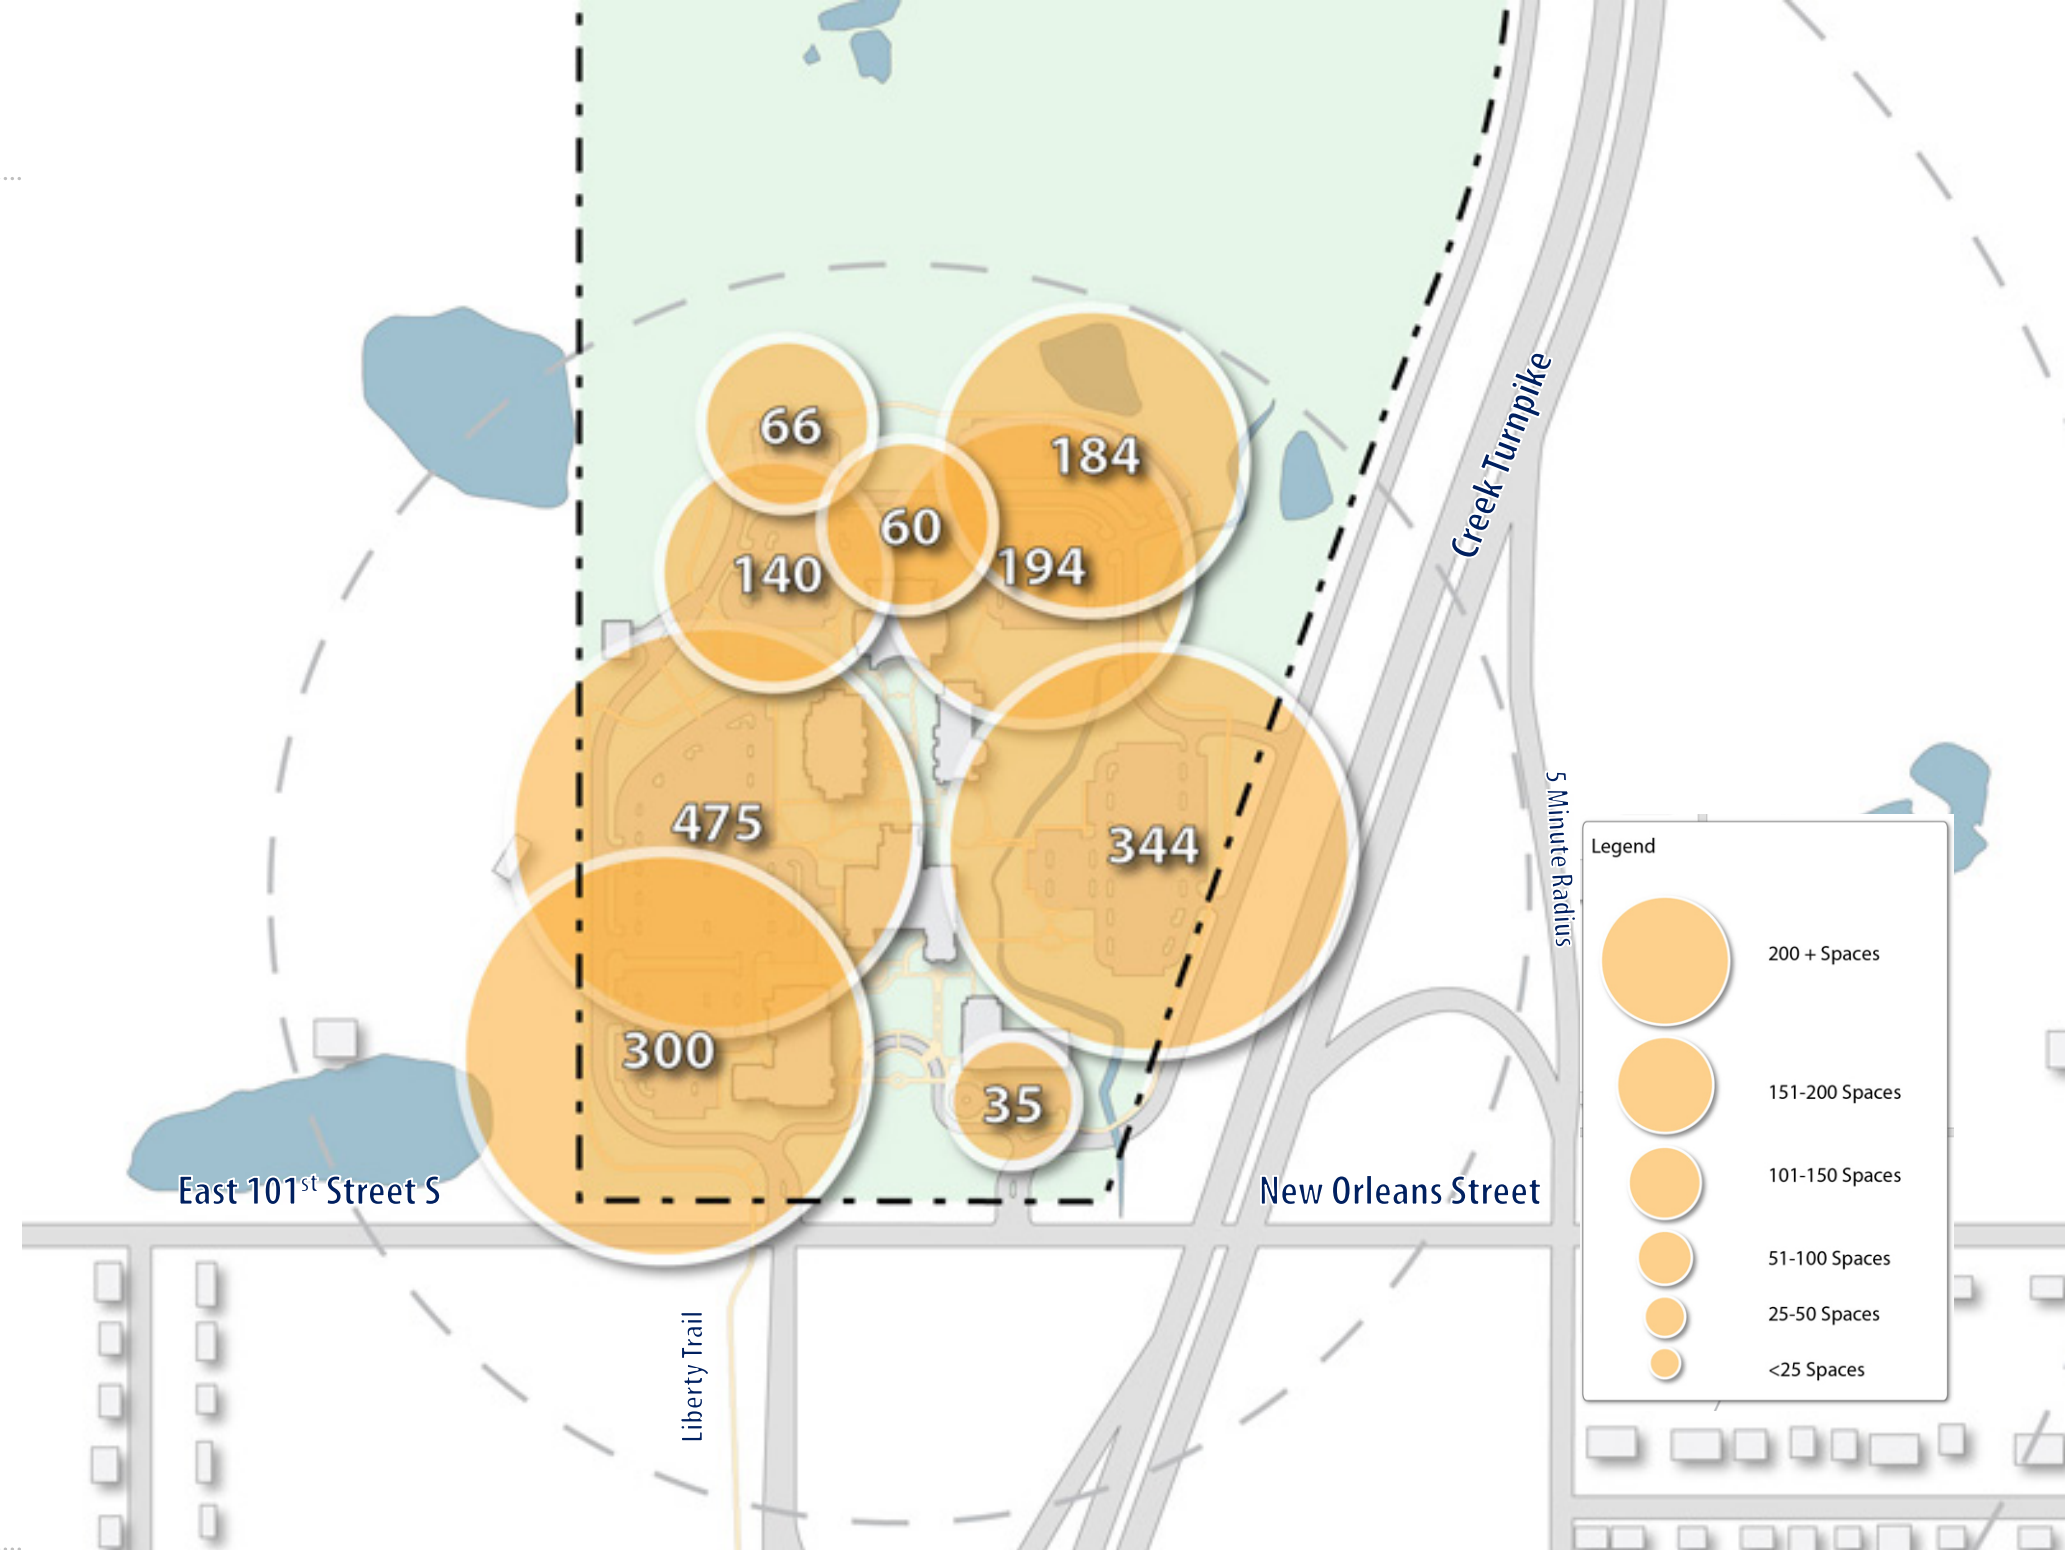 66
184
60
194
140
475
344
300
35
Creek Turnpike
5 Minute Radius
East 101st Street S
New Orleans Street
Liberty Trail
Legend
200 + Spaces
151-200 Spaces
101-150 Spaces
51-100 Spaces
25-50 Spaces
<25 Spaces